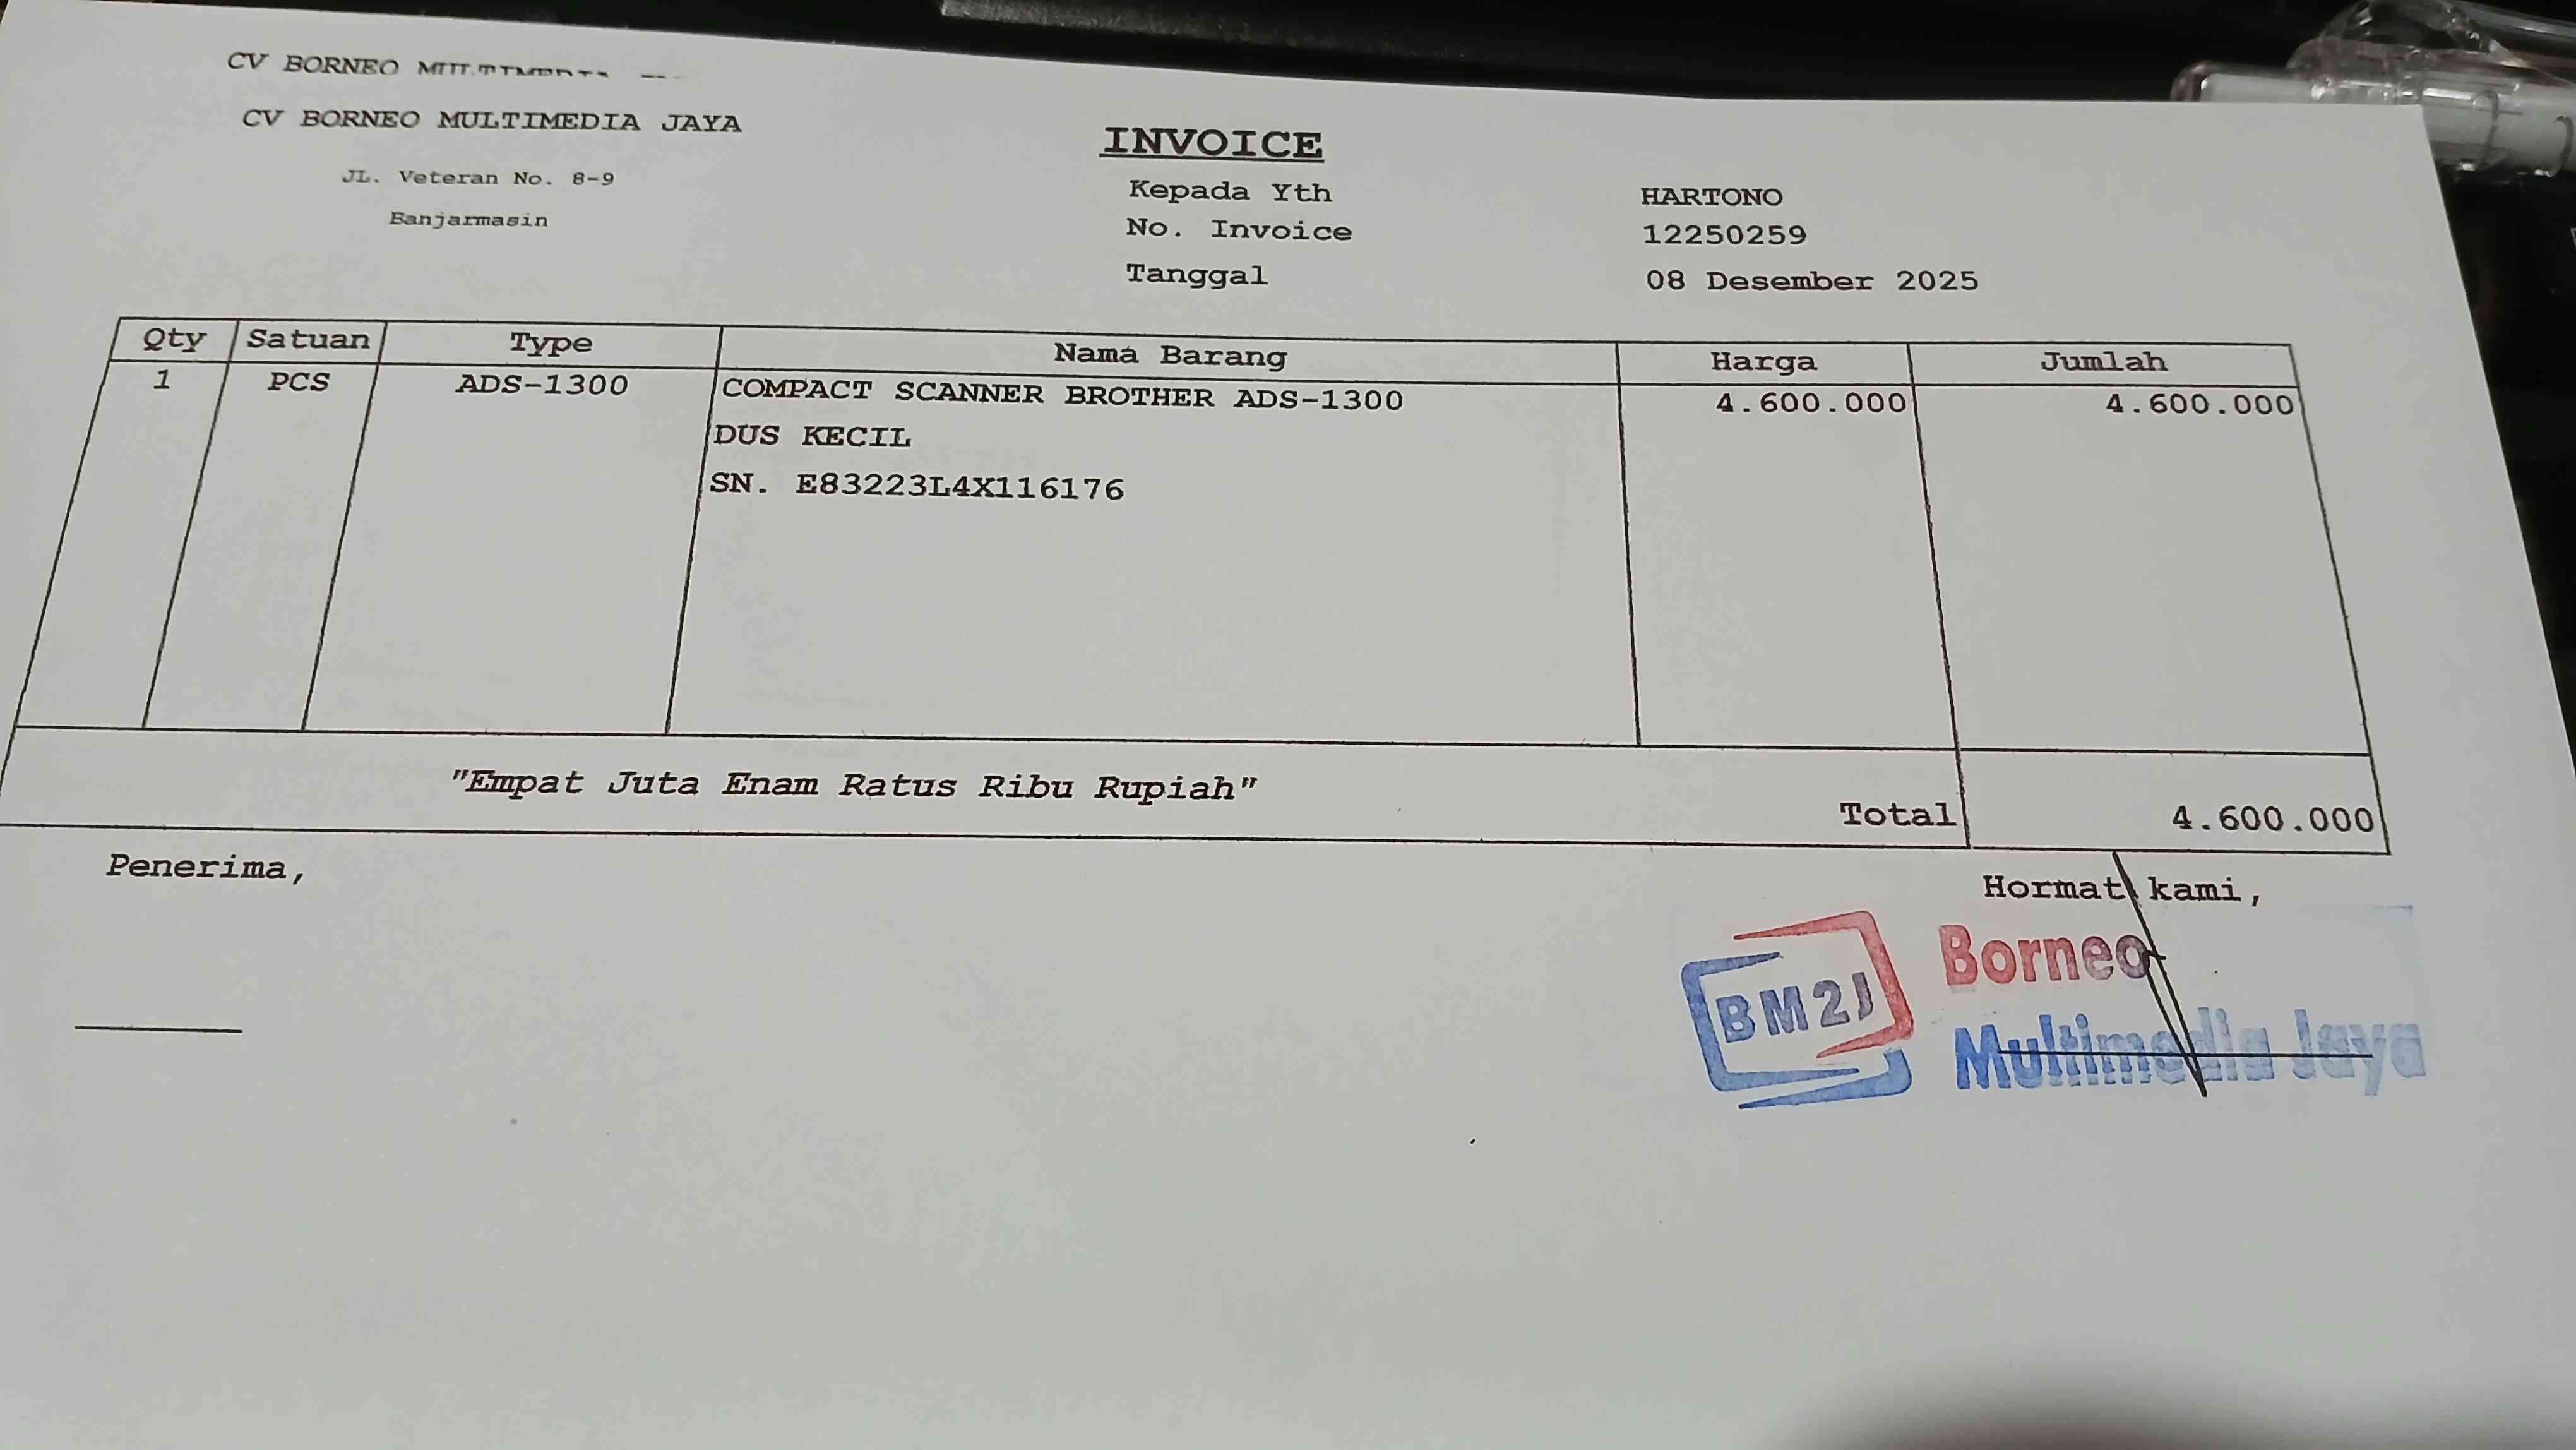 CV BORNEO
CV BORNEO MULTIMEDIA JAYA
JL. Veteran No. 8-9
Banjarmasin
INVOICE
Kepada Yth HARTONO
No. Invoice 12250259
Tanggal 08 Desember 2025
Qty Satuan Type Nama Barang Harga Jumlah
1 PCS ADS-1300 COMPACT SCANNER BROTHER ADS-1300 4.600.000 4.600.000
DUS KECIL
SN. E83223L4X116176
"Empat Juta Enam Ratus Ribu Rupiah"
Total 4.600.000
Penerima,
Hormat kami,
BM2J
Borneo
Multimedia Jaya